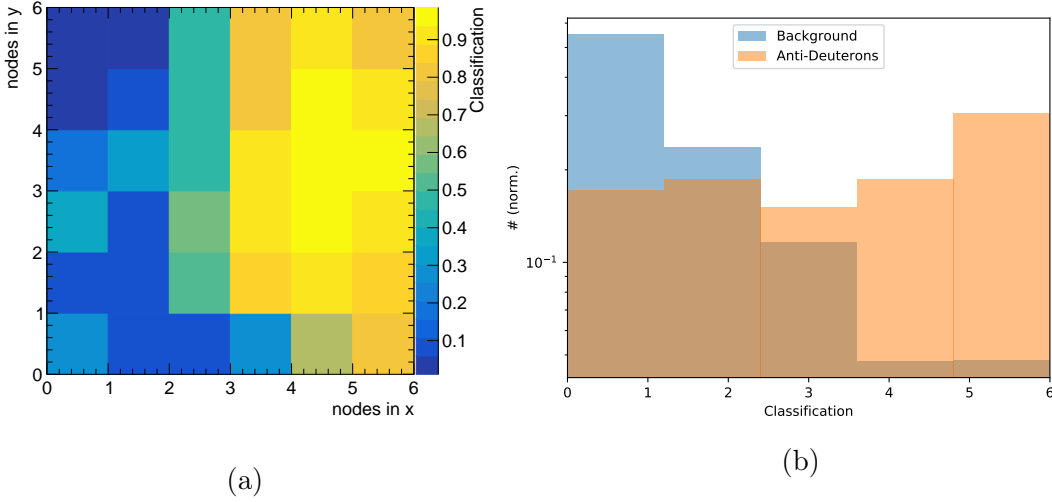 6
5
4
3
2
1
0
nodes in y
0 1 2 3 4 5 6
nodes in x
0.9
0.8
0.7
0.6
0.5
0.4
0.3
0.2
0.1
Classification
(a)
Background
Anti-Deuterons
# (norm.)
10⁻¹
0 1 2 3 4 5 6
Classification
(b)